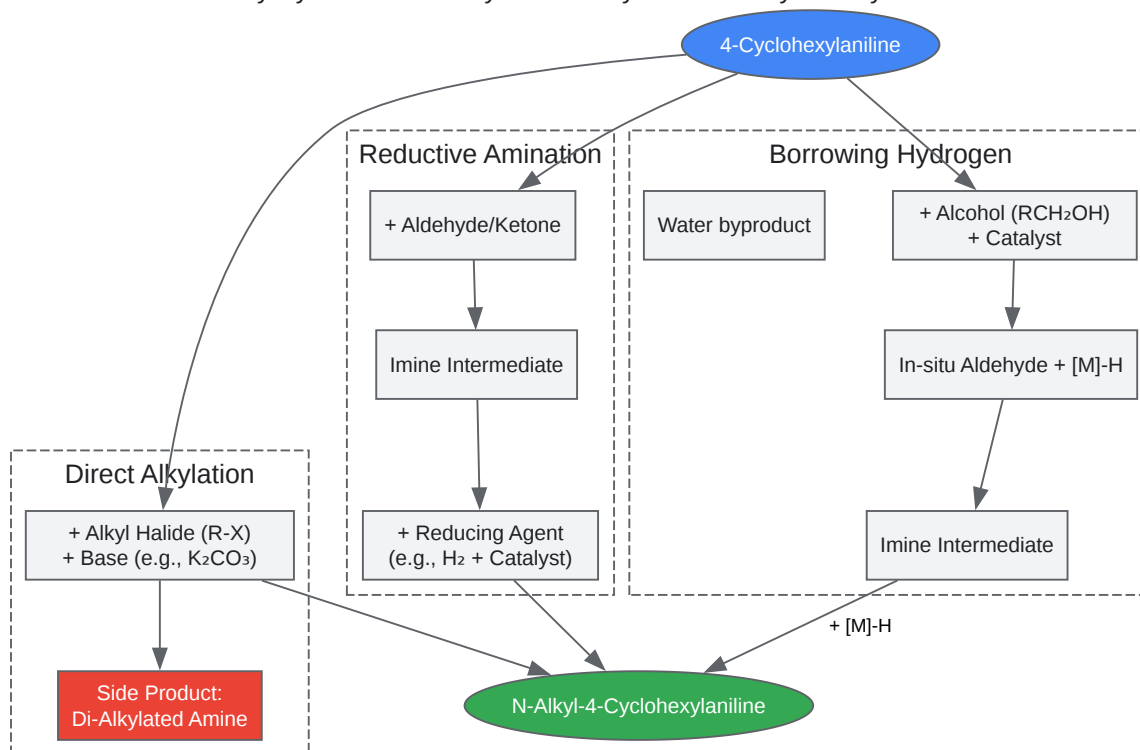 4-Cyclohexylaniline
Reductive Amination
Borrowing Hydrogen
+ Aldehyde/Ketone
Water byproduct
+ Alcohol (RCH₂OH)
+ Catalyst
Imine Intermediate
In-situ Aldehyde + [M]-H
Direct Alkylation
+ Alkyl Halide (R-X)
+ Base (e.g., K₂CO₃)
+ Reducing Agent
(e.g., H₂ + Catalyst)
Imine Intermediate
+ [M]-H
Side Product:
Di-Alkylated Amine
N-Alkyl-4-Cyclohexylaniline